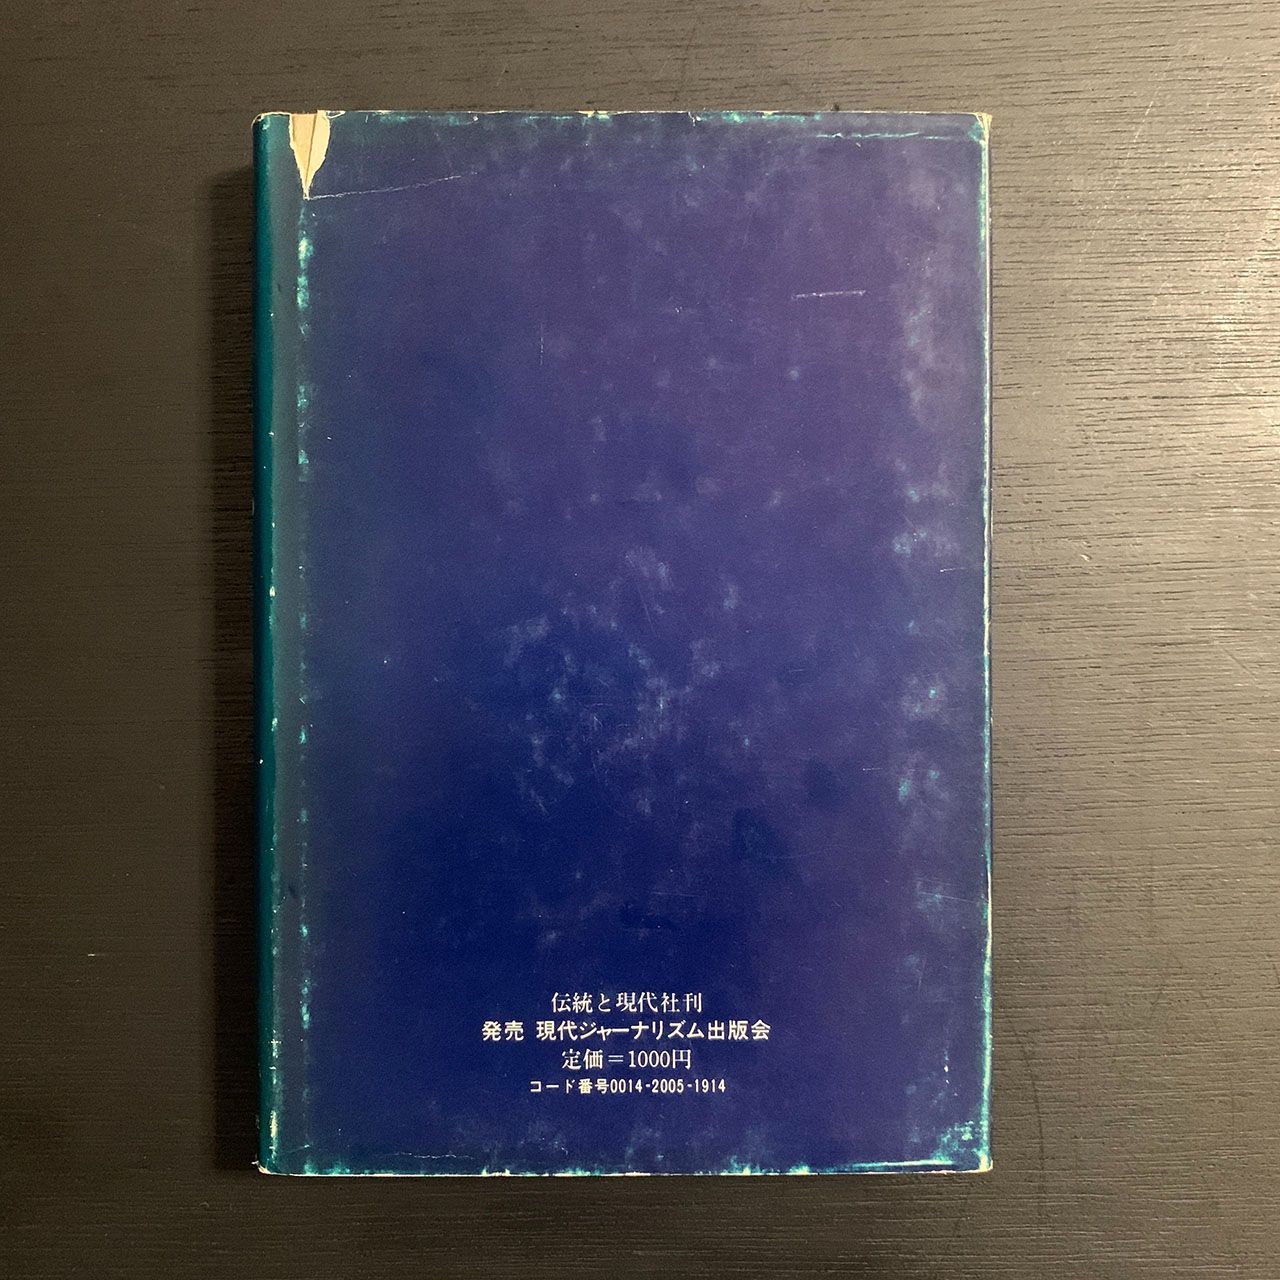 伝統と現代社刊
発売 現代ジャーナリズム出版会
定価=1000円
コード番号0014-2005-1914